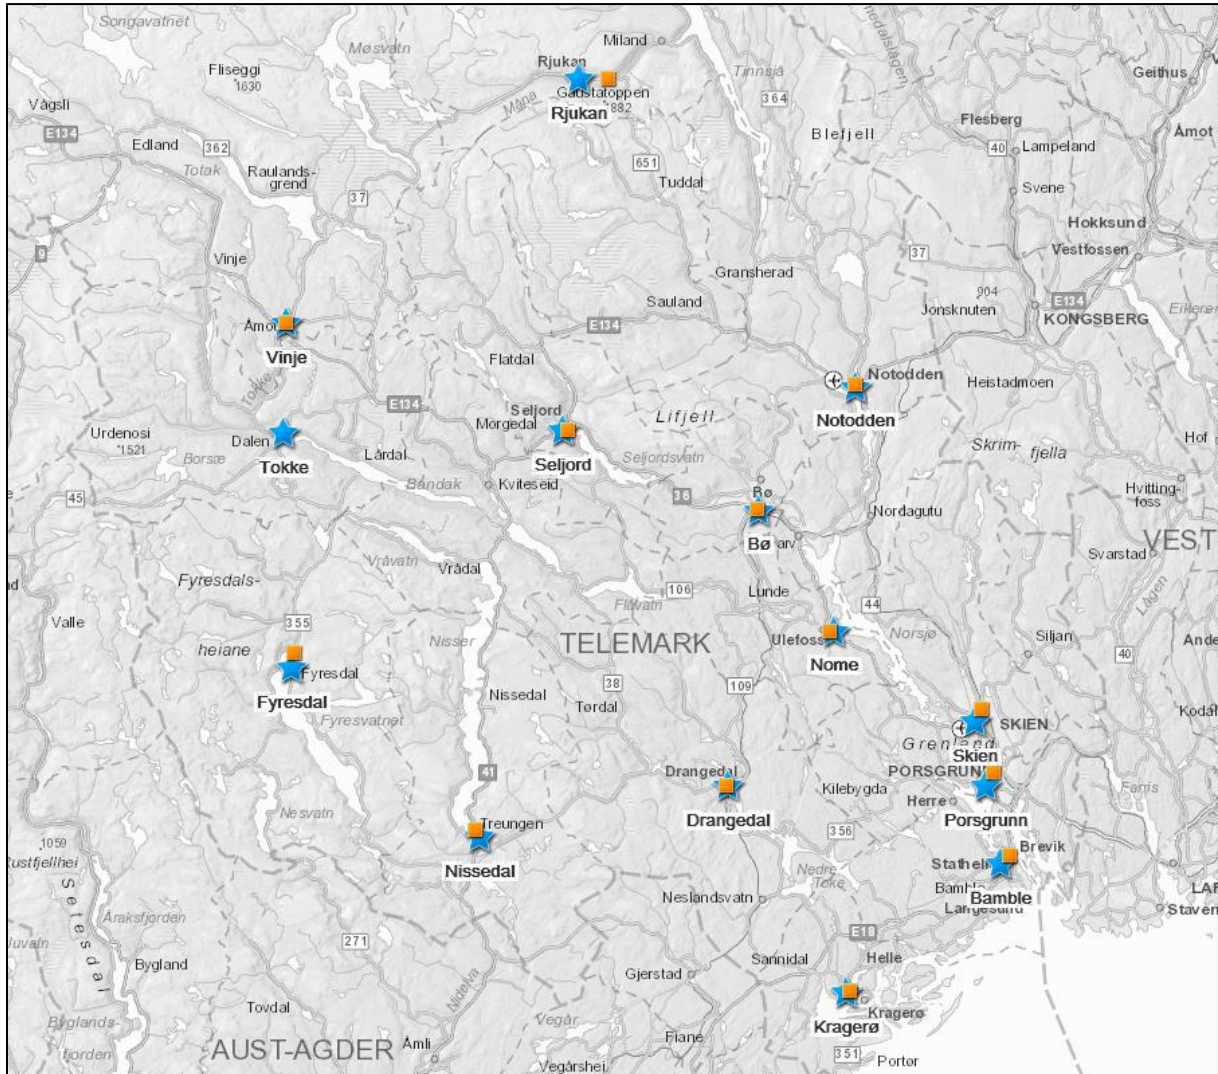 Songavatnet
Møsvatn
Miland
Tinnsjå
Geithus
Fliseggi
1630
Rjukan
Gaustatoppen
1882
Rjukan
Måna
364
Flesberg
Blefjell
Vågsli
E134
Edland
362
Totak
Raulands-
grend
37
651
Tuddal
40
Lampeland
Åmot
Svene
Hokksund
Vestfossen
9
Vinje
Gransherad
37
904
Jonsknuten
E134
KONGSBERG
Sauland
E134
Åmot
Vinje
Flatdal
Notodden
Heistadmoen
Notodden
E134
Seljord
Morgedal
Lifjell
Seljord
Seljordsvatn
Urdenosi
1521
Dalen
Tokke
Borsæ
Lårdal
Bandak
Kviteseid
Skrim-
fjella
Hof
Hvitting-
foss
45
36
Bø
Bø
Nordagutu
VEST
Svarstad
Lågen
Vråvatn
Vrådal
Fyresdals-
heiane
106
Flåvatn
Lunde
44
Valle
355
Nisser
TELEMARK
Ulefoss
Norsjø
Siljan
Nome
40
Fyresdal
Fyresdal
Fyresvatnet
Nissedal
38
Tørdal
109
SKIEN
Skien
Grenland
41
Drangedal
PORSGRUNN
Kilebygda
Herre
Farris
Nesvatn
Treungen
Drangedal
Porsgrunn
356
Brevik
1059
Nissedal
Nedre
Toke
Bamble
Bamble
Langesund
Setesdal
Neslandsvatn
Åraksfjorden
271
E18
Helle
Bygland
Gjerstad
Sannidal
Nidelva
Tovdal
Kragerø
Kragerø
Byglands-
fjorden
Vegår
AUST-AGDER
Åmli
Fiane
351
Portør
Vegårshei